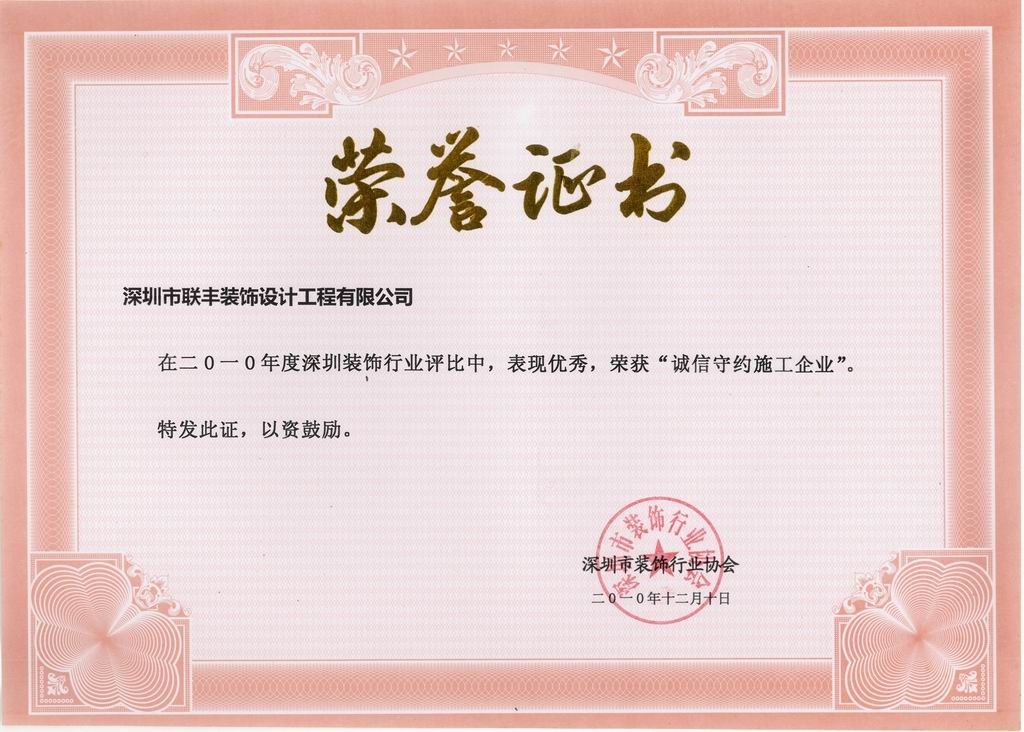 荣誉证书
深圳市联丰装饰设计工程有限公司
在二０一０年度深圳装饰行业评比中，表现优秀，荣获“诚信守约施工企业”。
特发此证，以资鼓励。
深圳市装饰行业协会
深圳市装饰行业协会
二０一０年十二月十日